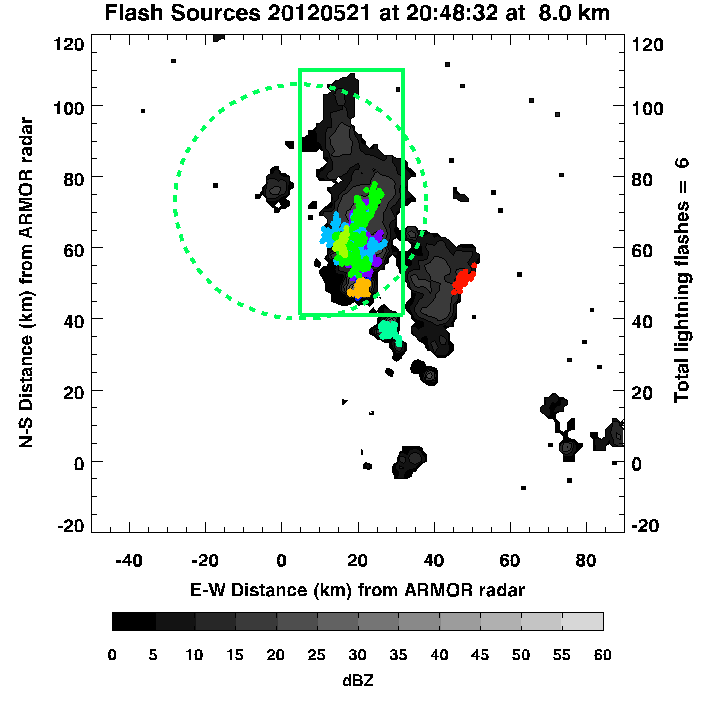 Flash Sources 20120521 at 20:48:32 at 8.0 km
120 120
100 100
80 80
60 60
40 40
20 20
0 0
-20 -20
N-S Distance (km) from ARMOR radar
Total lightning flashes = 6
-40 -20 0 20 40 60 80
E-W Distance (km) from ARMOR radar
0 5 10 15 20 25 30 35 40 45 50 55 60
dBZ